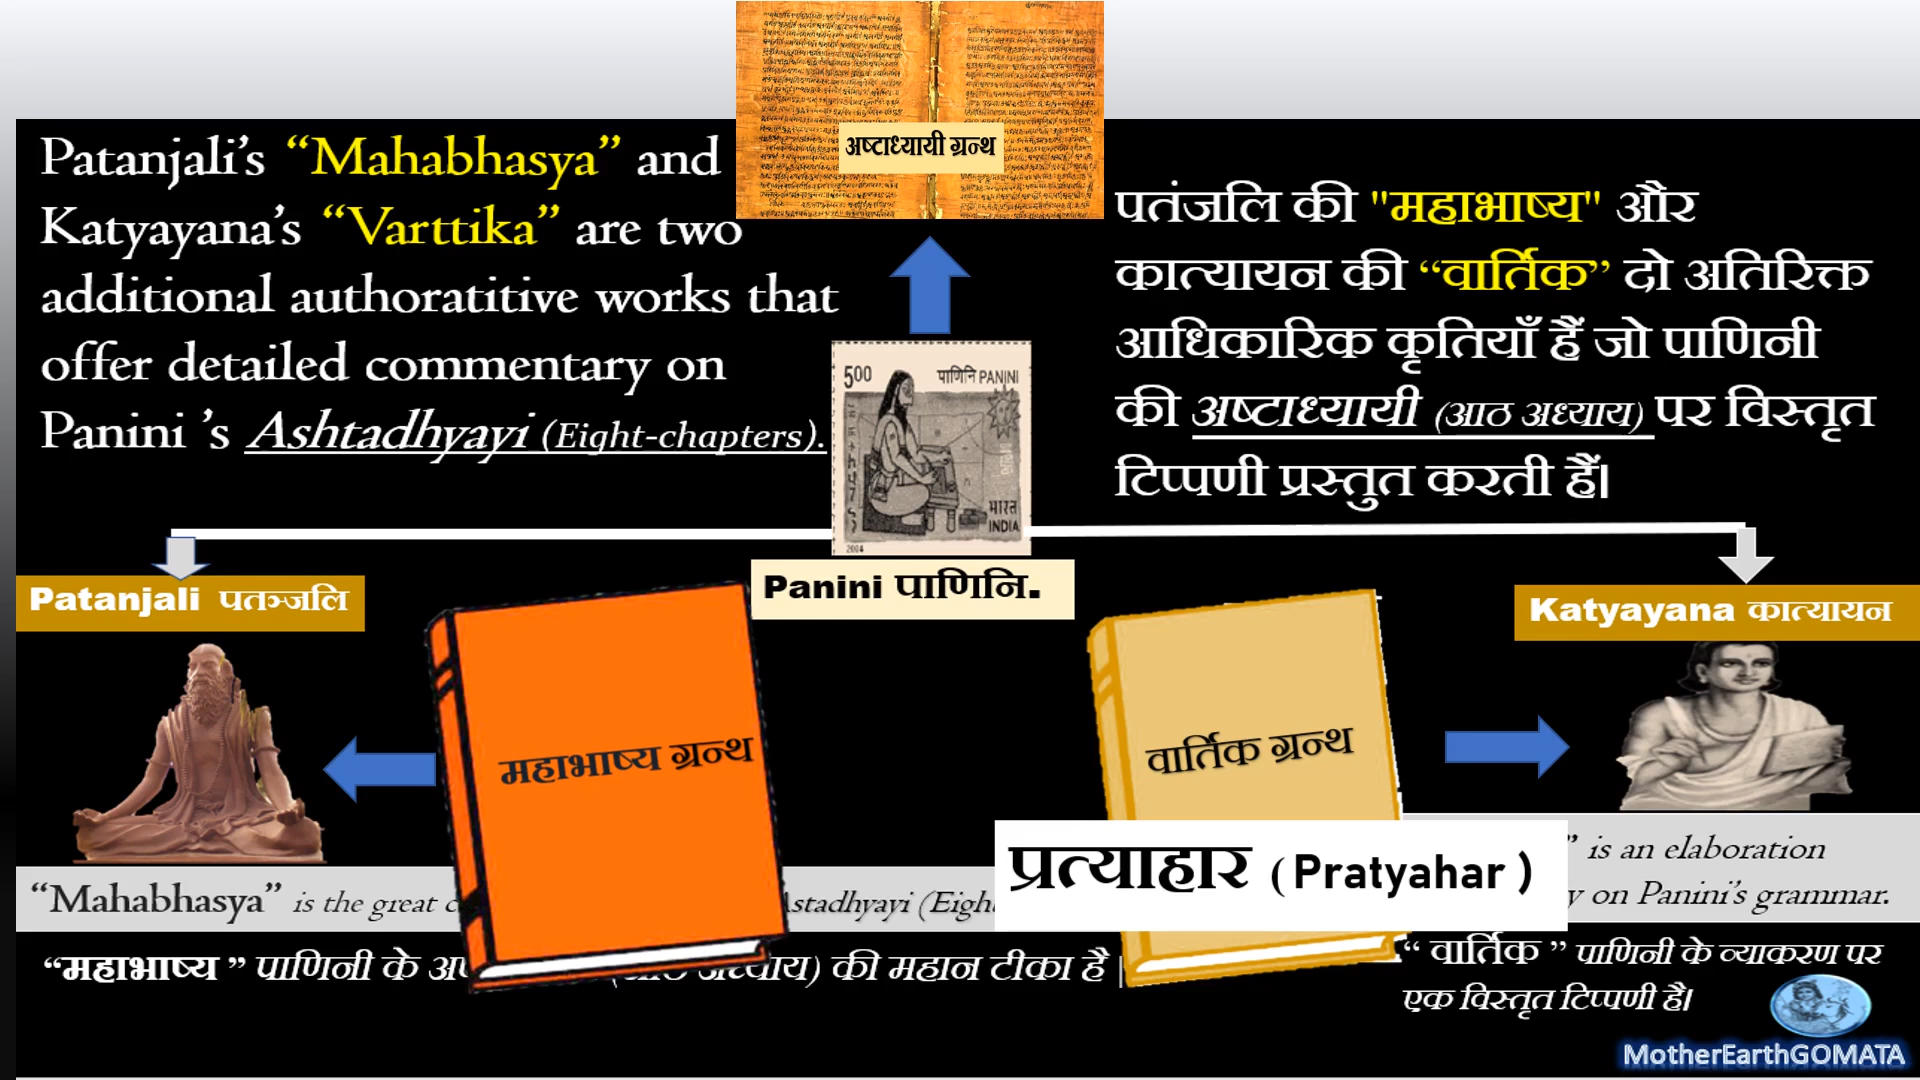 अष्टाध्यायी ग्रन्थ
Patanjali’s “Mahabhasya” and
Katyayana’s “Varttika” are two
additional authoratitive works that
offer detailed commentary on
Panini ’s Ashtadhyayi (Eight-chapters).
पतंजलि की "महाभाष्य" और
कात्यायन की “वार्तिक” दो अतिरिक्त
आधिकारिक कृतियाँ हैं जो पाणिनी
की अष्टाध्यायी (आठ अध्याय) पर विस्तृत
टिप्पणी प्रस्तुत करती हैं।
500 पाणिनि PANINI
भारत
INDIA
2004
Panini पाणिनि.
Patanjali पतञ्जलि
Katyayana कात्यायन
महाभाष्य ग्रन्थ
वार्तिक ग्रन्थ
प्रत्याहार ( Pratyahar )
“Mahabhasya” is the great
(Eigh
” is an elaboration
on Panini’s grammar.
“महाभाष्य ” पाणिनी के
की महान टीका है |
“ वार्तिक ” पाणिनी के व्याकरण पर
एक विस्तृत टिप्पणी है।
MotherEarthGOMATA